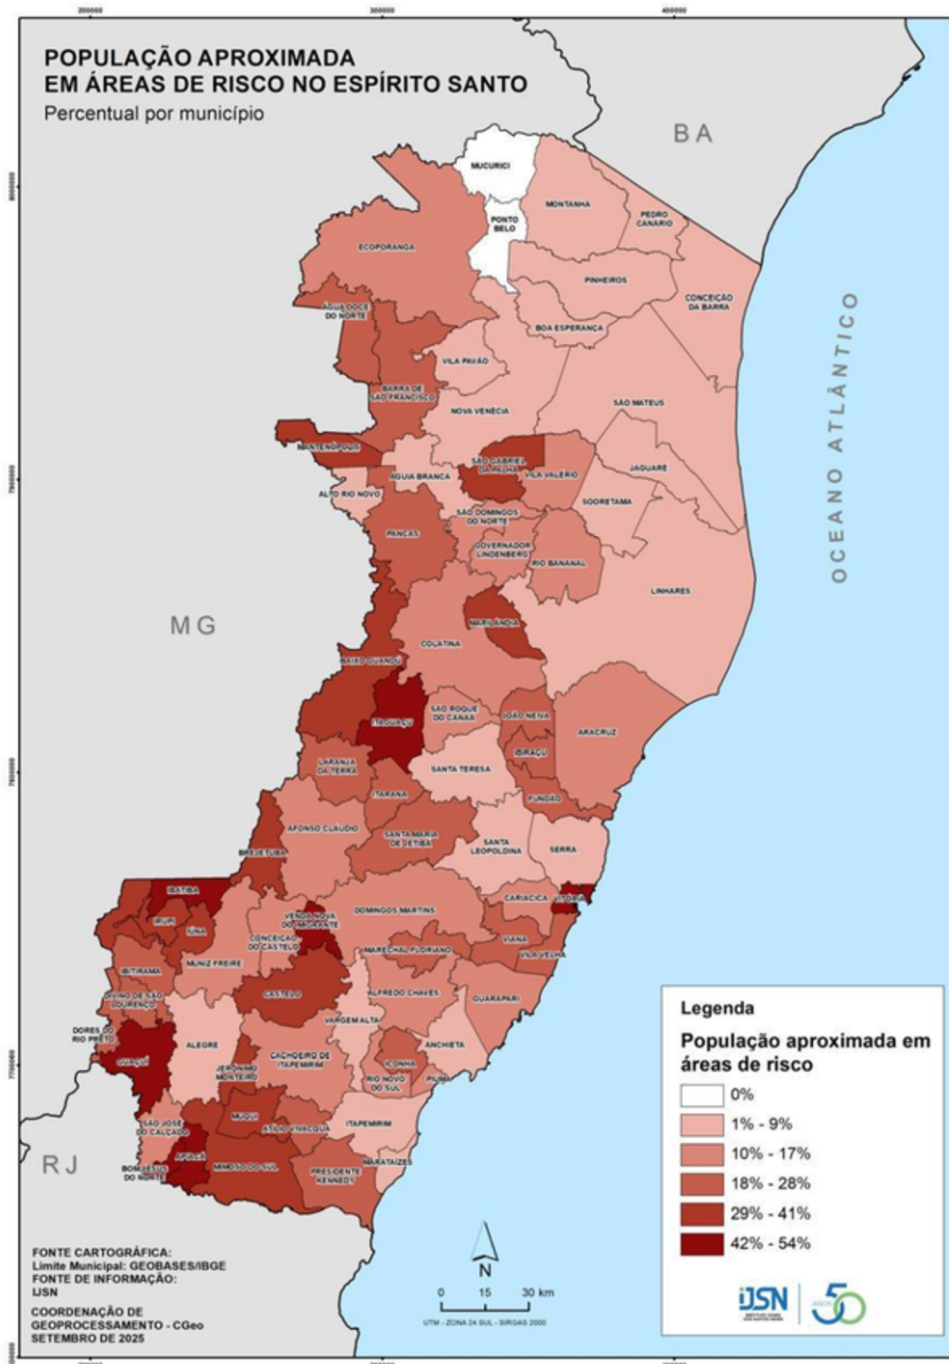 200000
300000
400000
POPULAÇÃO APROXIMADA
EM ÁREAS DE RISCO NO ESPÍRITO SANTO
Percentual por município
BA
MUCURICI
MONTANHA
PEDRO
CANÁRIO
PONTO
BELO
ECOPORANGA
PINHEIROS
CONCEIÇÃO
DA BARRA
ÁGUA DOCE
DO NORTE
BOA ESPERANÇA
VILA PAVÃO
BARRA DE
SÃO FRANCISCO
NOVA VENÉCIA
SÃO MATEUS
MANTENÓPOLIS
SÃO GABRIEL
DA PALHA
VILA VALÉRIO
JAGUARÉ
ÁGUIA BRANCA
ALTO RIO NOVO
SOORETAMA
SÃO DOMINGOS
DO NORTE
PANCAS
GOVERNADOR
LINDENBERG
RIO BANANAL
LINHARES
OCEANO ATLÂNTICO
MG
MARILÂNDIA
COLATINA
BAIXO GUANDU
SÃO ROQUE
DO CANAÃ
JOÃO NEIVA
ITAGUAÇU
ARACRUZ
IBIRAÇU
LARANJA
DA TERRA
SANTA TERESA
ITARANA
FUNDÃO
AFONSO CLÁUDIO
SANTA MARIA
DE JETIBÁ
SANTA
LEOPOLDINA
SERRA
BREJETUBA
IBATIBA
CARIACICA
VITÓRIA
VENDA NOVA
DO IMIGRANTE
DOMINGOS MARTINS
IRUPI
IÚNA
CONCEIÇÃO
DO CASTELO
VIANA
MARECHAL FLORIANO
VILA VELHA
MUNIZ FREIRE
IBITIRAMA
CASTELO
ALFREDO CHAVES
GUARAPARI
DIVINO DE SÃO
LOURENÇO
VARGEM ALTA
DORES DO
RIO PRETO
ALEGRE
ANCHIETA
GUAÇUÍ
CACHOEIRO DE
ITAPEMIRIM
ICONHA
JERÔNIMO
MONTEIRO
RIO NOVO
DO SUL
PIÚMA
MUQUI
SÃO JOSÉ
DO CALÇADO
ATÍLIO VIVACQUA
ITAPEMIRIM
APIACÁ
MARATAÍZES
BOM JESUS
DO NORTE
MIMOSO DO SUL
PRESIDENTE
KENNEDY
RJ
FONTE CARTOGRÁFICA:
Limite Municipal: GEOBASES/IBGE
FONTE DE INFORMAÇÃO:
IJSN
COORDENAÇÃO DE
GEOPROCESSAMENTO - CGeo
SETEMBRO DE 2025
N
0 15 30 km
UTM - ZONA 24 SUL - SIRGAS 2000
Legenda
População aproximada em
áreas de risco
0%
1% - 9%
10% - 17%
18% - 28%
29% - 41%
42% - 54%
IJSN
ANOS 50